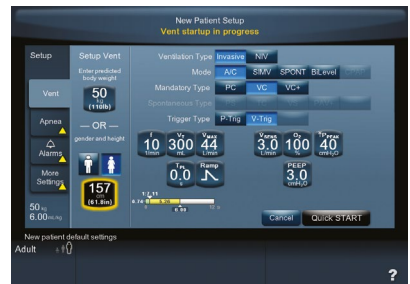 New Patient Setup
Vent startup in progress
Setup
Setup Vent
Ventilation Type Invasive NIV
Enter predicted
body weight
Mode A/C SIMV SPONT BiLevel
Vent
50
kg
(110lb)
Mandatory Type PC VC VC+
Spontaneous Type
Apnea
— OR —
Trigger Type P-Trig V-Trig
gender and height
Alarms
f VT VMAX VSENS O2 PPEAK
10 300 44 3.0 100 40
1/min mL L/min L/min % cmH2O
TPL Ramp PEEP
More
Settings
0.0
s
3.0
cmH2O
157
cm
(61.8in)
50 kg
6.00 mL/kg
Cancel Quick START
New patient default settings
Adult
?